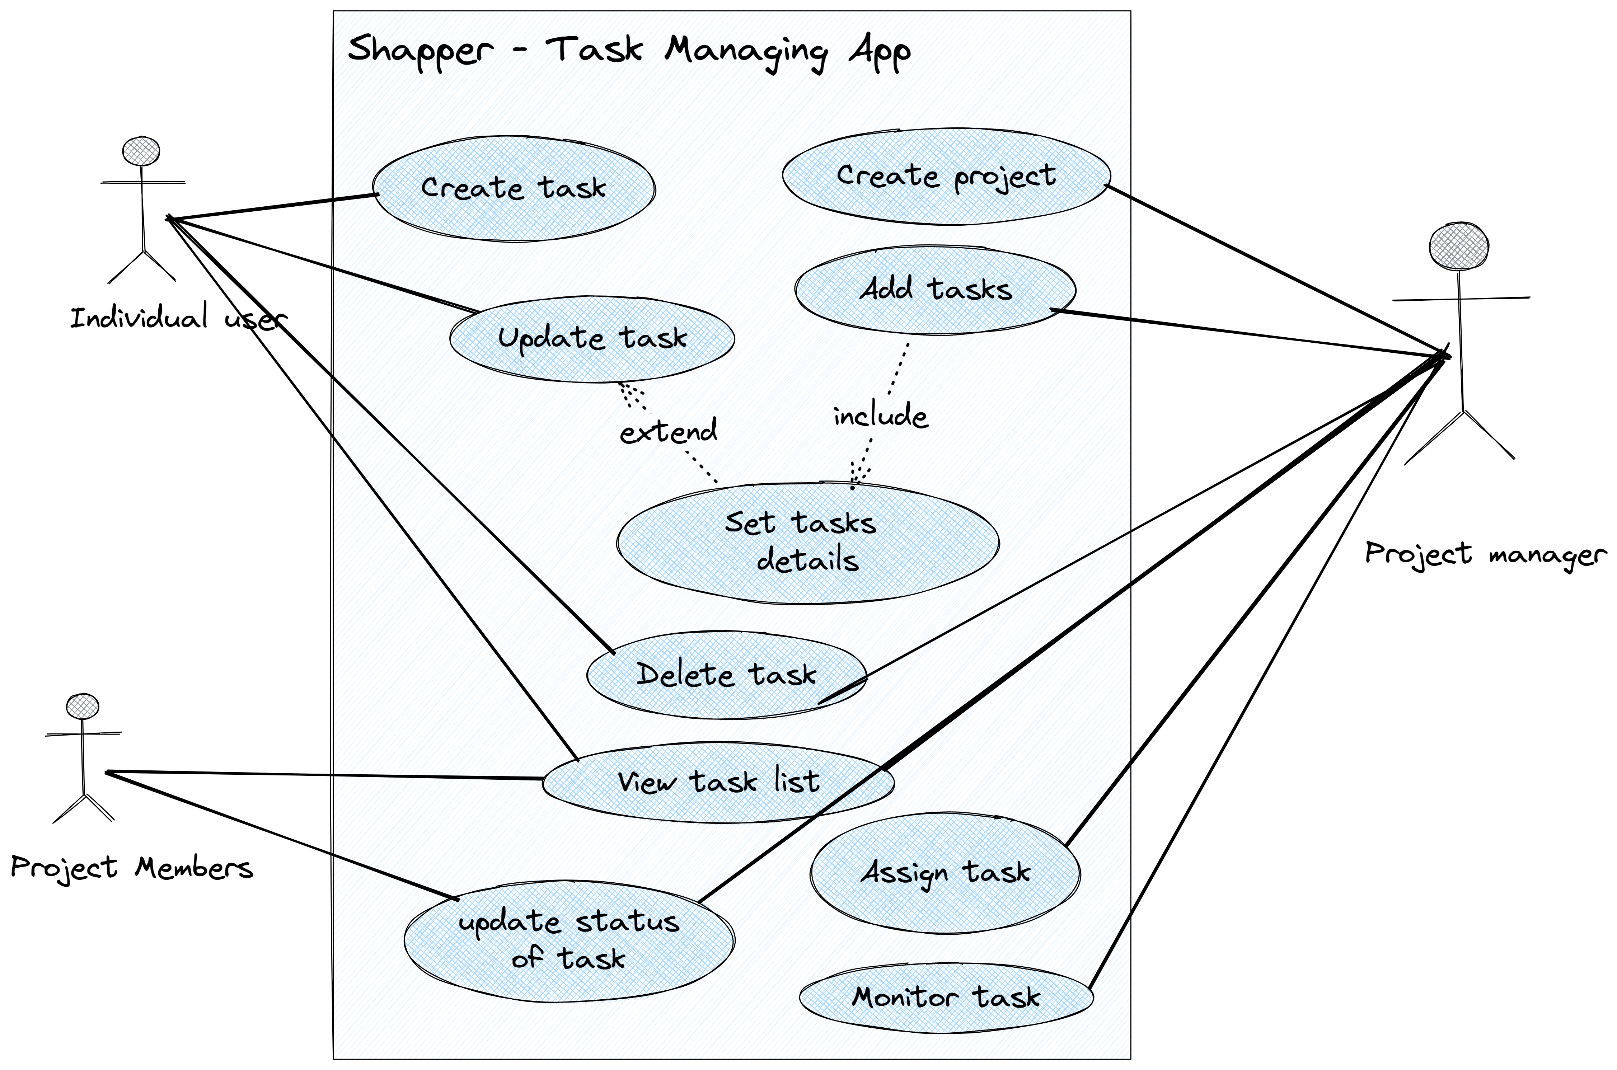 Shapper - Task Managing App
Create task
Create project
Add tasks
Individual user
Update task
include
extend
Set tasks
details
Project manager
Delete task
View task list
Project Members
Assign task
update status
of task
Monitor task